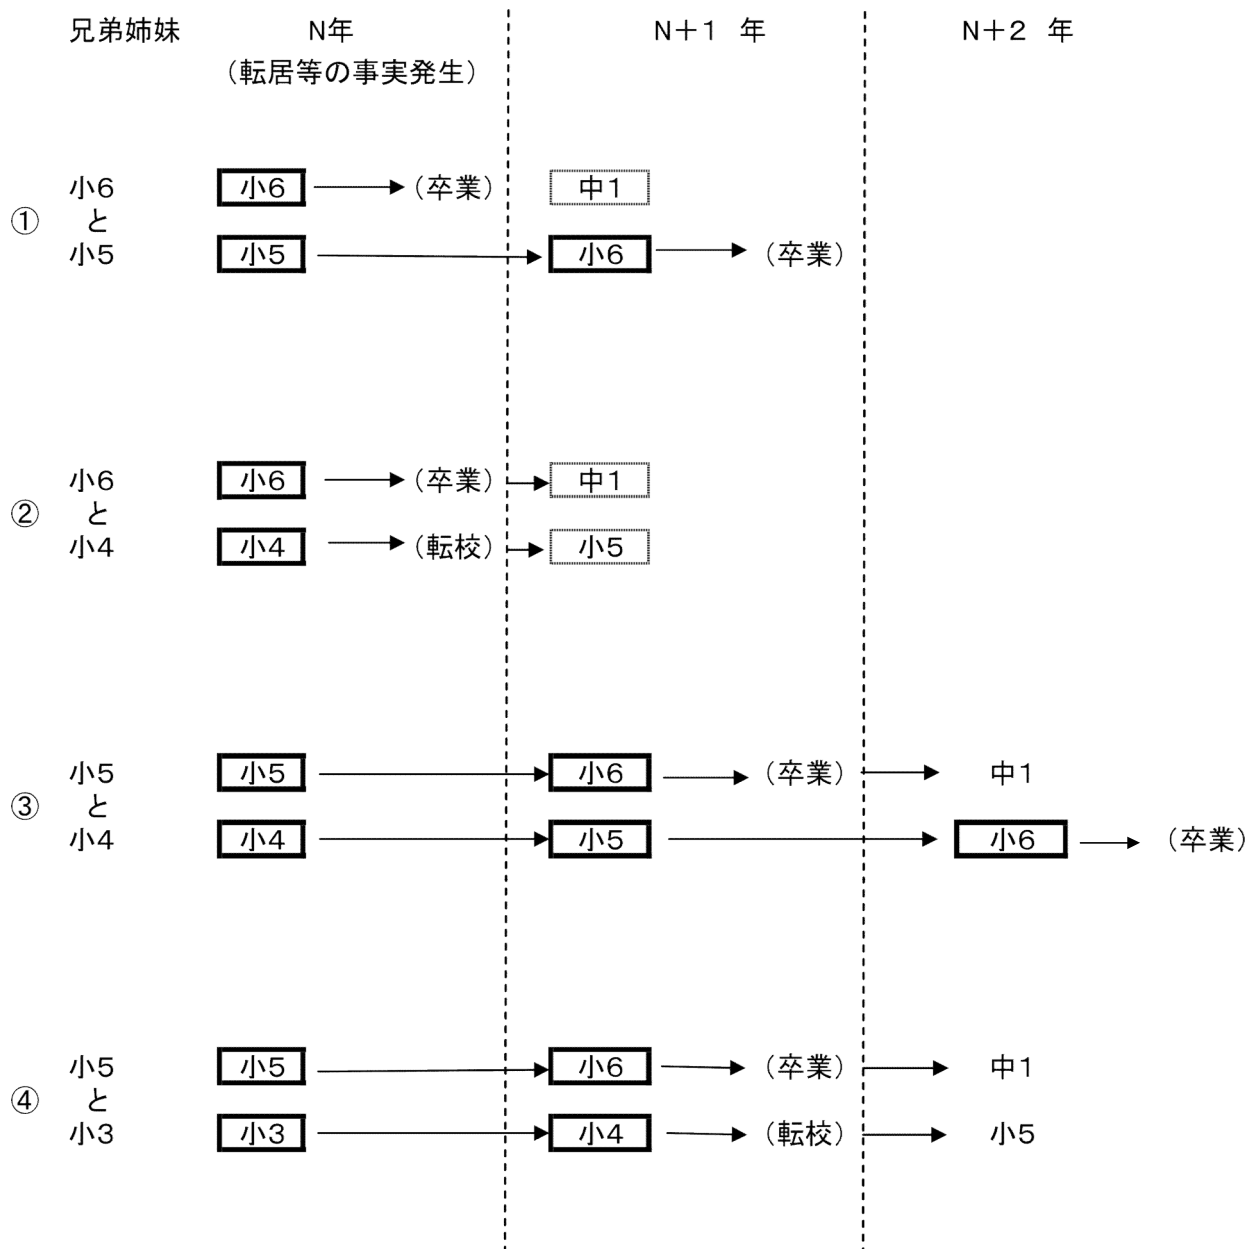 兄弟姉妹 N年 N+1 年 N+2 年
（転居等の事実発生）
小6 小6 （卒業） 中1
① と
小5 小5 小6 （卒業）
小6 小6 （卒業） 中1
② と
小4 小4 （転校） 小5
小5 小5 小6 （卒業） 中1
③ と
小4 小4 小5 小6 （卒業）
小5 小5 小6 （卒業） 中1
④ と
小3 小3 小4 （転校） 小5